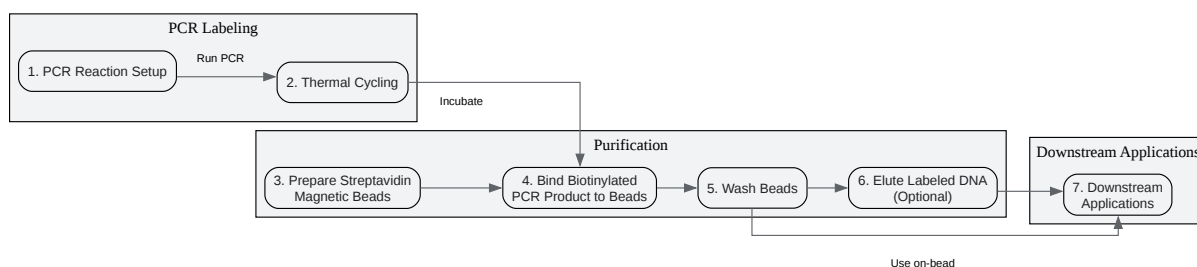 PCR Labeling
1. PCR Reaction Setup
Run PCR
2. Thermal Cycling
Incubate
Purification
3. Prepare Streptavidin
Magnetic Beads
4. Bind Biotinylated
PCR Product to Beads
5. Wash Beads
6. Elute Labeled DNA
(Optional)
Downstream Applications
7. Downstream
Applications
Use on-bead